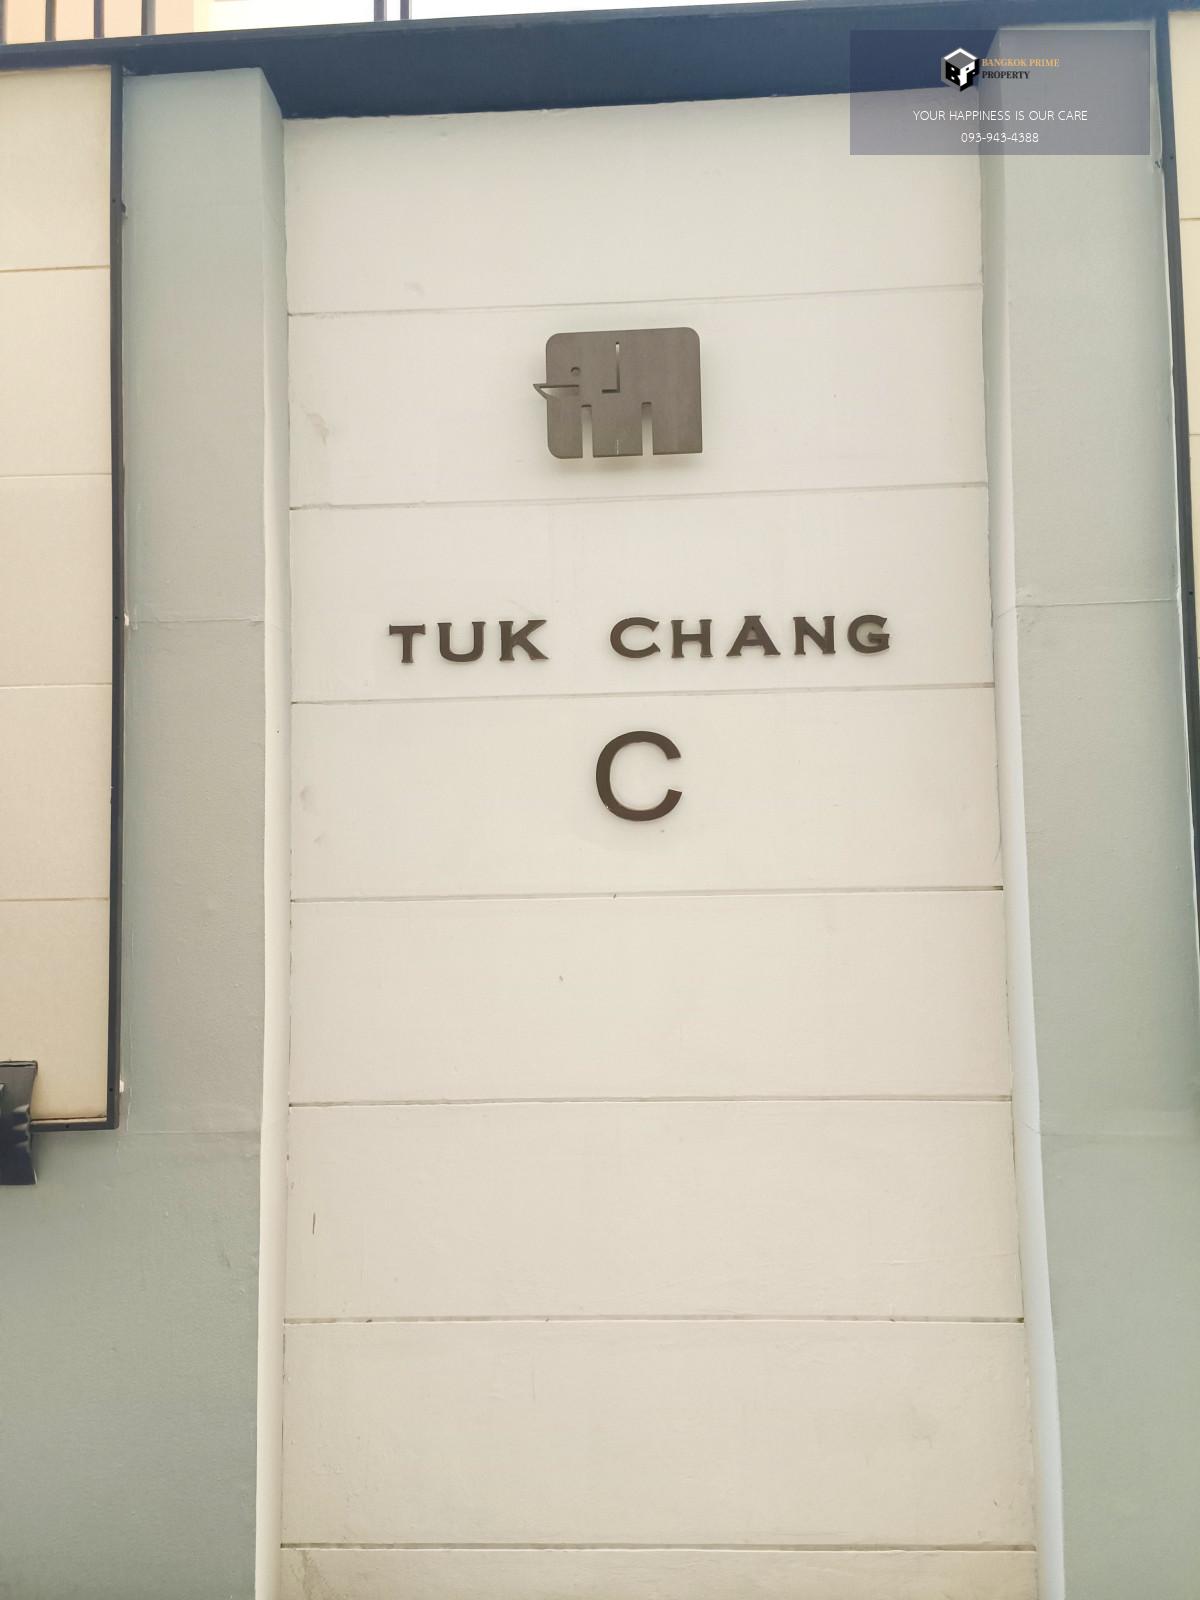 BANGKOK PRIME
PROPERTY
YOUR HAPPINESS IS OUR CARE
093-943-4388
TUK CHANG
C